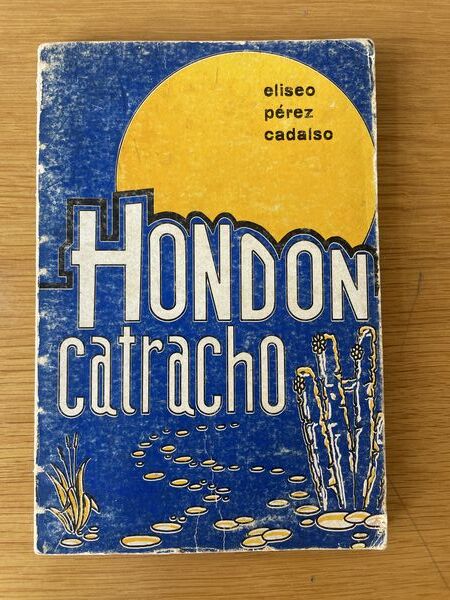 eliseo
pérez
cadalso
HONDON
catracho